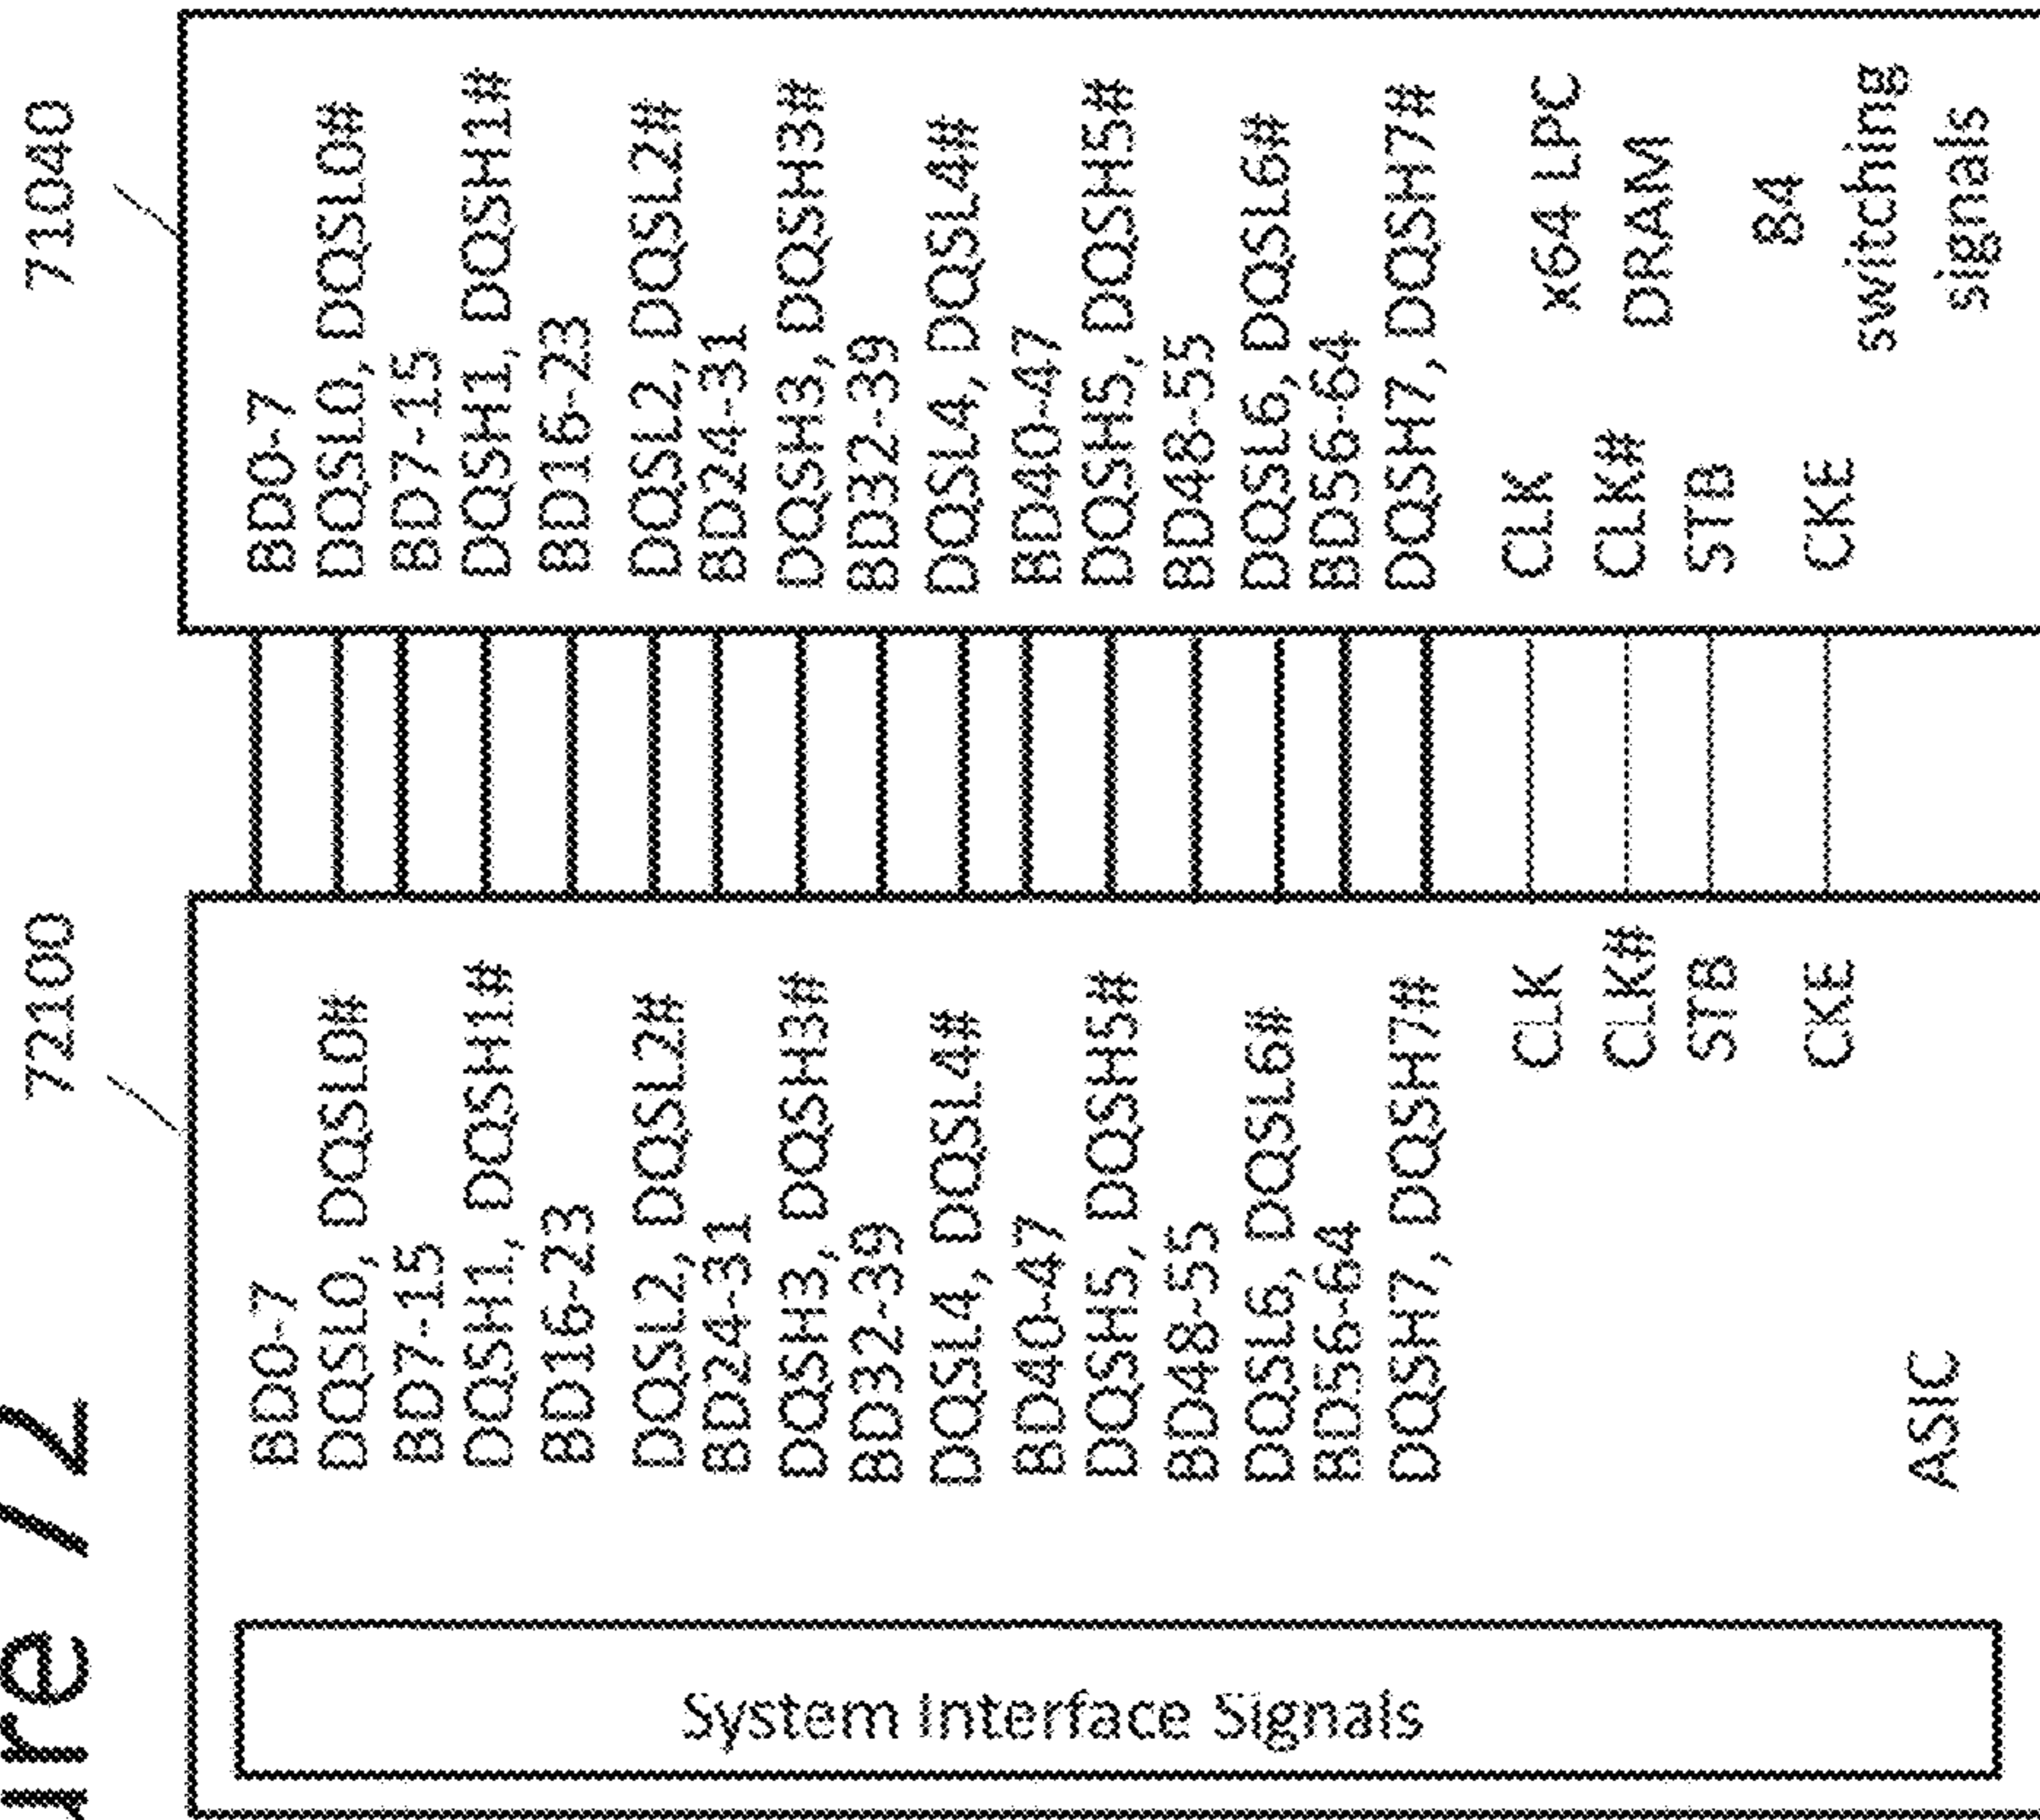 ure 72
72100
71040
BD0-7
DQSL0, DQSL0#
BD7-15
DQSH1, DQSH1#
BD16-23
DQSL2, DQSL2#
BD24-31
DQSH3, DQSH3#
BD32-39
DQSL4, DQSL4#
BD40-47
DQSH5, DQSH5#
BD48-55
DQSL6, DQSL6#
BD56-64
DQSH7, DQSH7#
CLK
CLK#
STB
CKE
ASIC
System Interface Signals
BD0-7
DQSL0, DQSL0#
BD7-15
DQSH1, DQSH1#
BD16-23
DQSL2, DQSL2#
BD24-31
DQSH3, DQSH3#
BD32-39
DQSL4, DQSL4#
BD40-47
DQSH5, DQSH5#
BD48-55
DQSL6, DQSL6#
BD56-64
DQSH7, DQSH7#
CLK
CLK#
STB
CKE
x64 LPC
DRAM
84
switching
signals